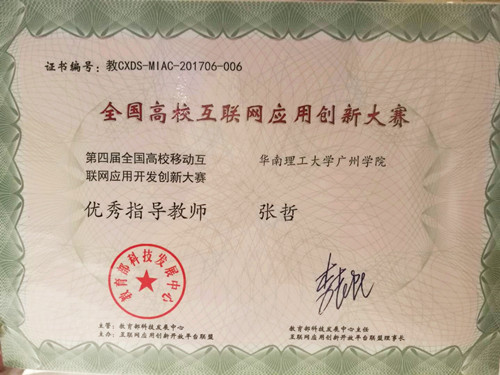 证书编号：教CXDS-MIAC-201706-006
全国高校互联网应用创新大赛
第四届全国高校移动互
联网应用开发创新大赛
华南理工大学广州学院
优秀指导教师
张哲
教育部科技发展中心
主管：教育部科技发展中心
主办：互联网应用创新开放平台联盟
教育部科技发展中心主任
互联网应用创新开放平台联盟理事长